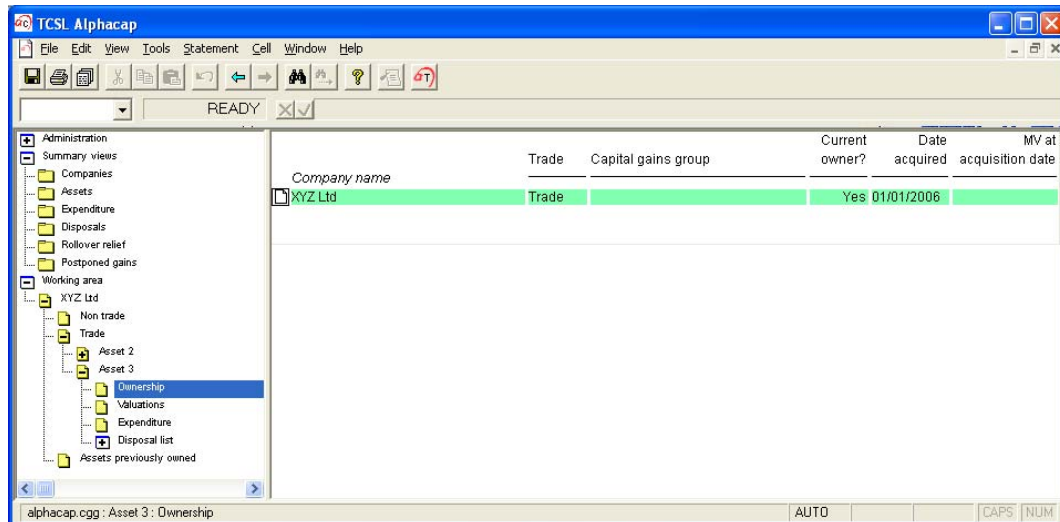 TCSL Alphacap
File Edit View Tools Statement Cell Window Help
READY
Administration
Summary views
Companies
Assets
Expenditure
Disposals
Rollover relief
Postponed gains
Working area
XYZ Ltd
Non trade
Trade
Asset 2
Asset 3
Ownership
Valuations
Expenditure
Disposal list
Assets previously owned
Current Date MV at
Trade Capital gains group owner? acquired acquisition date
Company name
XYZ Ltd Trade Yes 01/01/2006
alphacap.cgg : Asset 3 : Ownership AUTO CAPS NUM